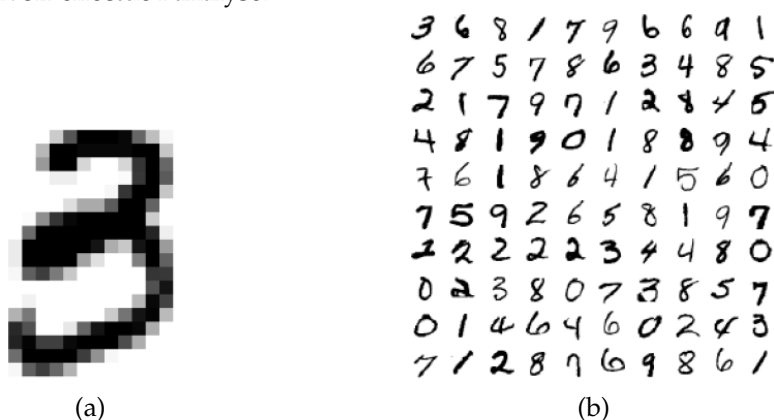 3 6 8 1 7 9 6 6 9 1
6 7 5 7 8 6 3 4 8 5
2 1 7 9 7 1 2 8 4 5
4 8 1 9 0 1 8 8 9 4
7 6 1 8 6 4 1 5 6 0
7 5 9 2 6 5 8 1 9 7
2 2 2 2 2 3 4 4 8 0
0 2 3 8 0 7 3 8 5 7
0 1 4 6 4 6 0 2 4 3
7 1 2 8 7 6 9 8 6 1
3
(a)
(b)